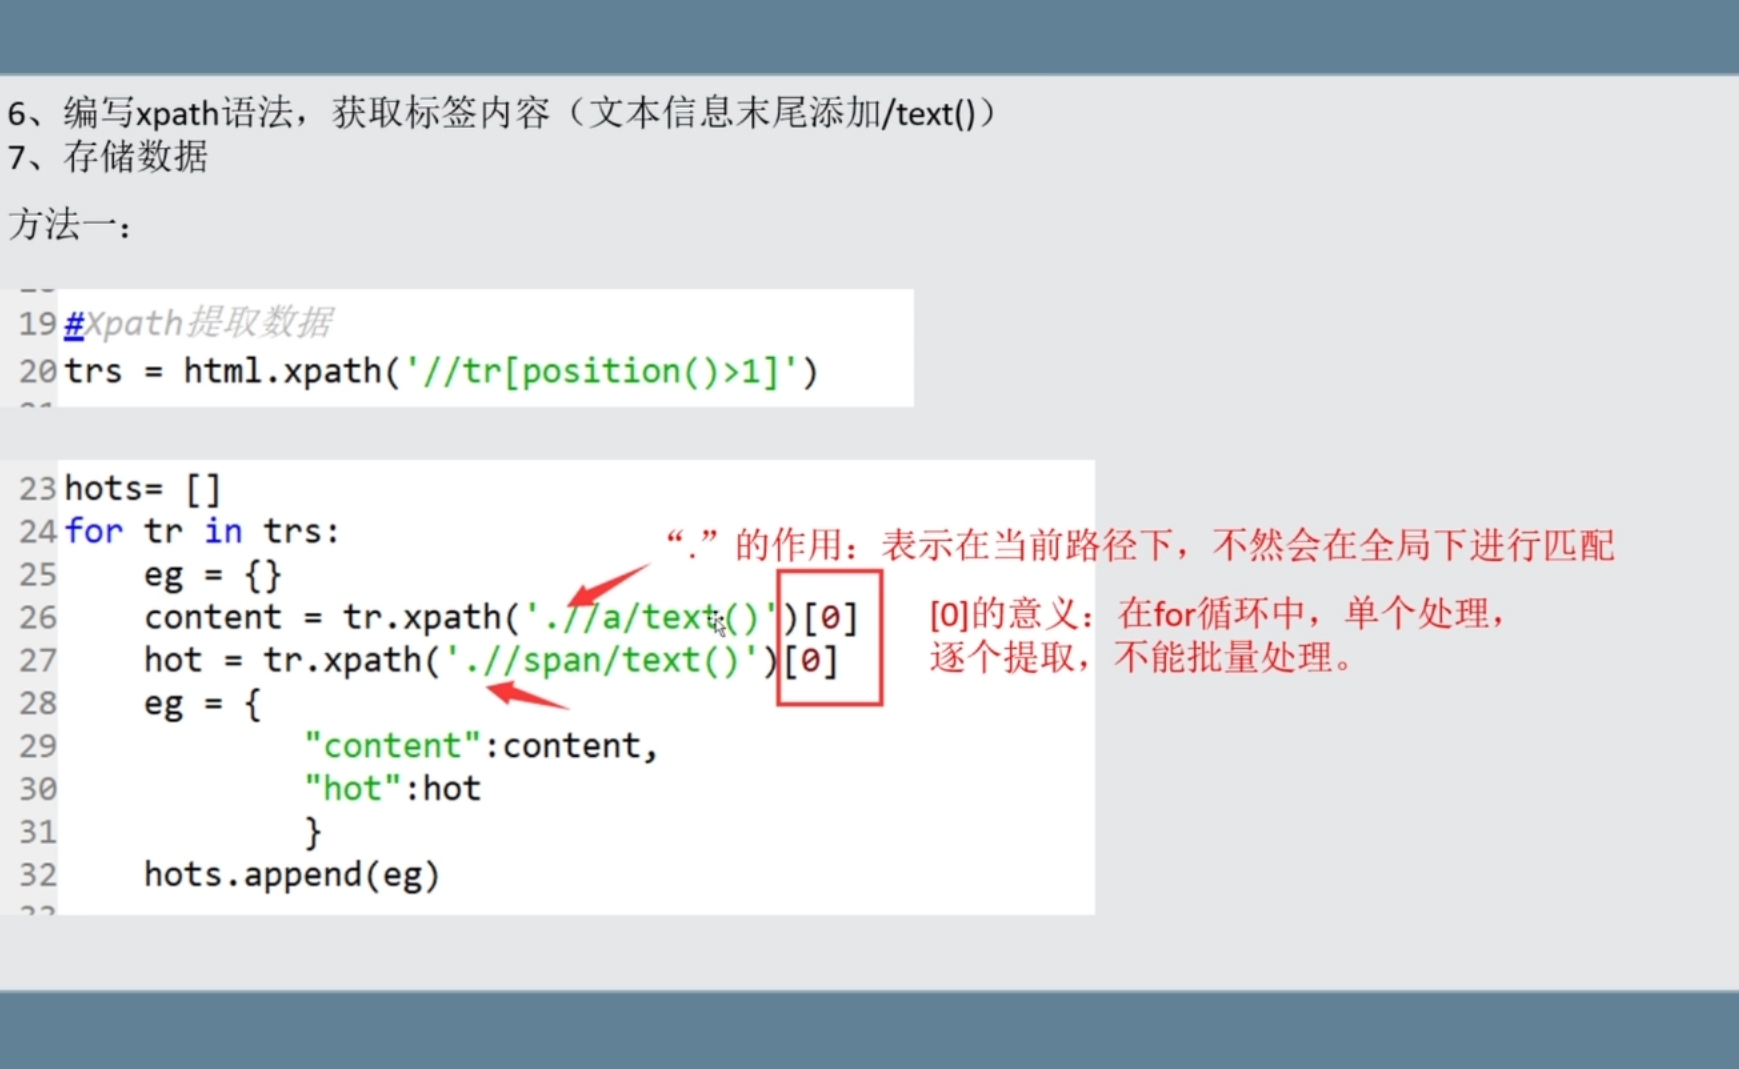 6、编写xpath语法，获取标签内容（文本信息末尾添加/text()）
7、存储数据
方法一：
19 #Xpath提取数据
20 trs = html.xpath('//tr[position()>1]')
23 hots= []
24 for tr in trs:
“.”的作用：表示在当前路径下，不然会在全局下进行匹配
25 eg = {}
26 content = tr.xpath('.//a/text()')[0]
[0]的意义：在for循环中，单个处理，
27 hot = tr.xpath('.//span/text()')[0]
逐个提取，不能批量处理。
28 eg = {
29 "content":content,
30 "hot":hot
31 }
32 hots.append(eg)